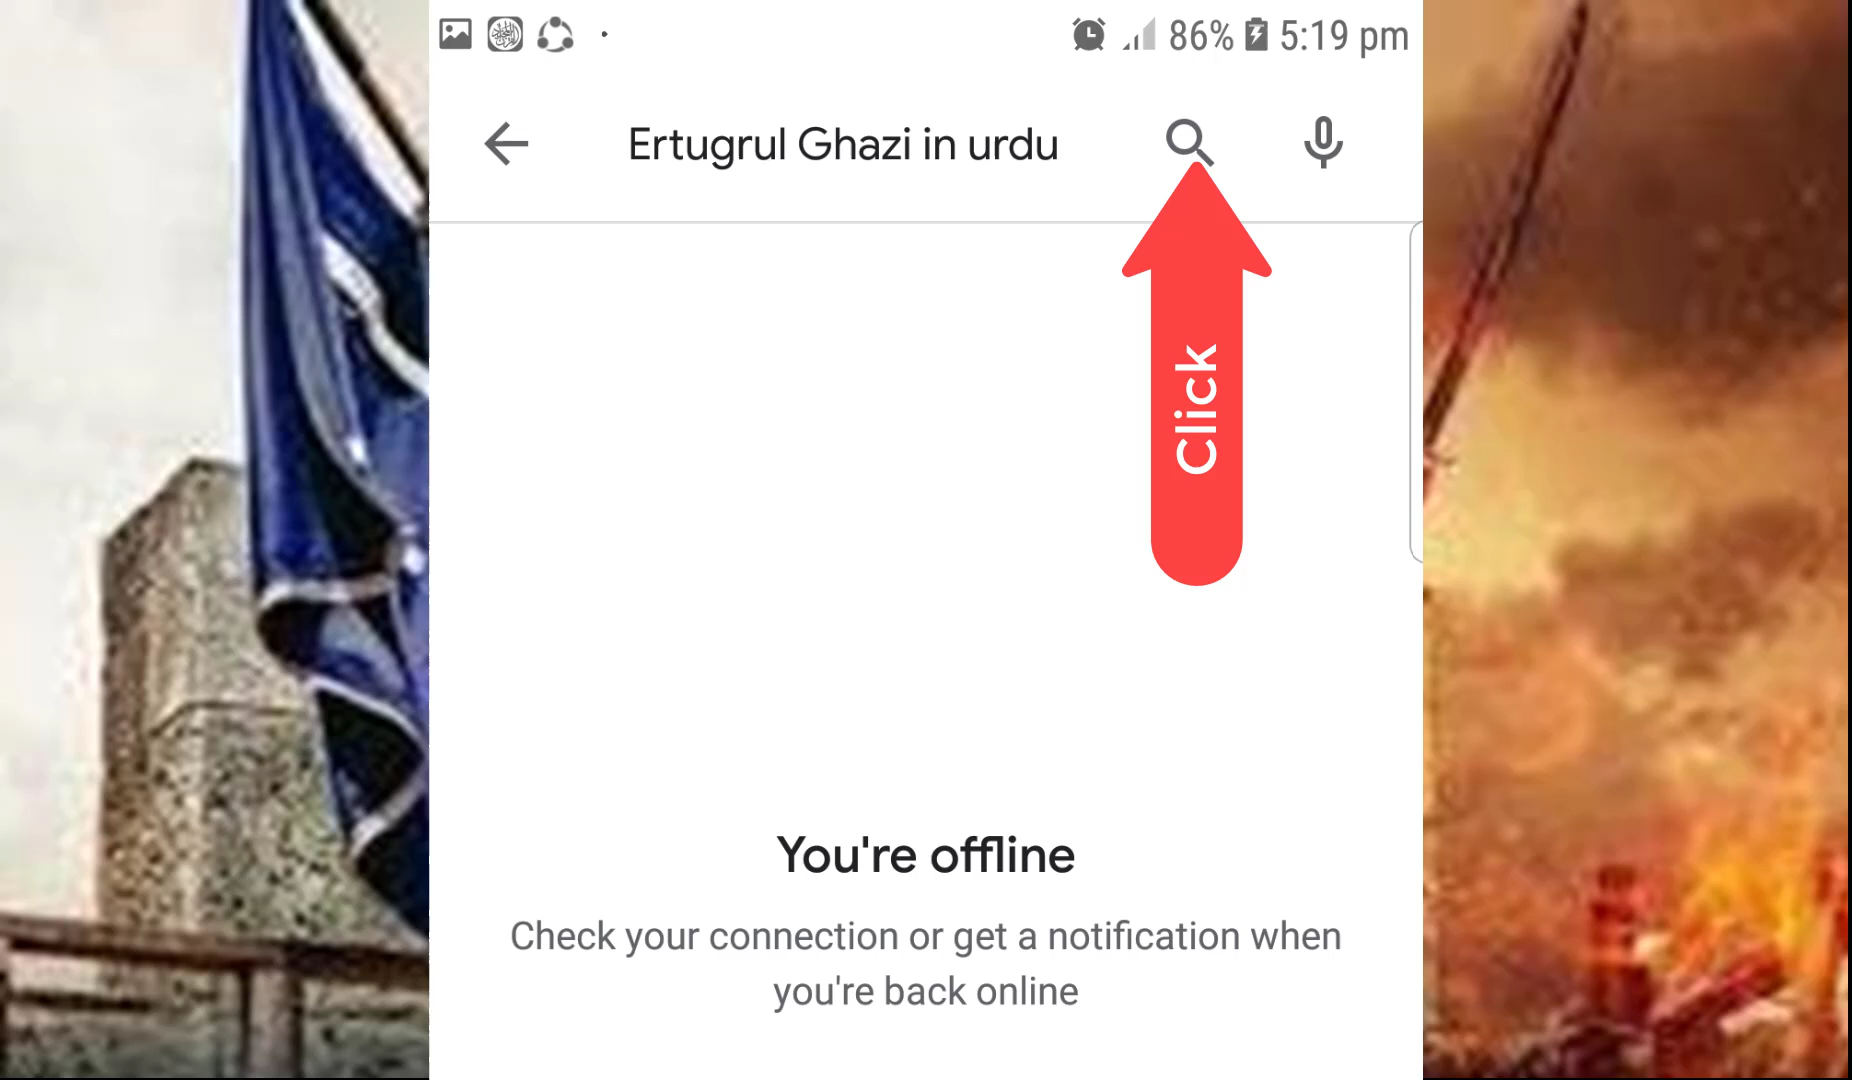 86% 5:19 pm
Ertugrul Ghazi in urdu
Click
You're offline
Check your connection or get a notification when
you're back online